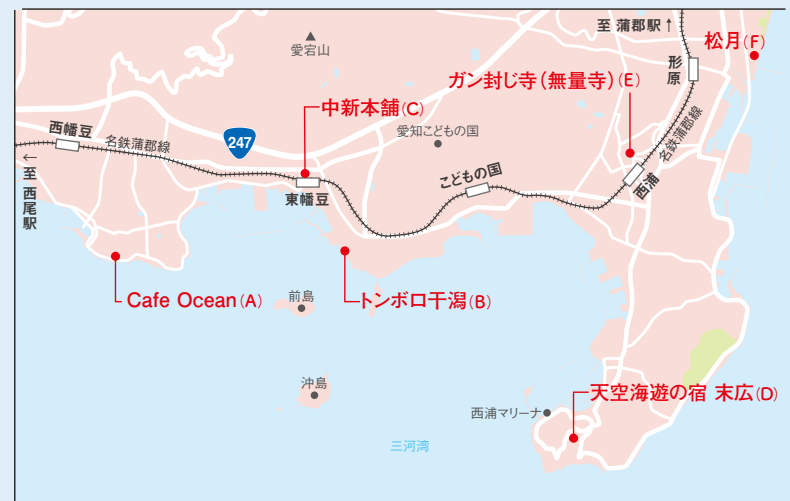 至 蒲郡駅↑
松月(F)
愛宕山
形原
ガン封じ寺(無量寺)(E)
中新本舗(C)
愛知こどもの国
西幡豆
名鉄蒲郡線
247
名鉄蒲郡線
←至 西尾駅
こどもの国
西浦
東幡豆
Cafe Ocean(A)
前島
トンボロ干潟(B)
沖島
天空海遊の宿 末広(D)
西浦マリーナ
三河湾